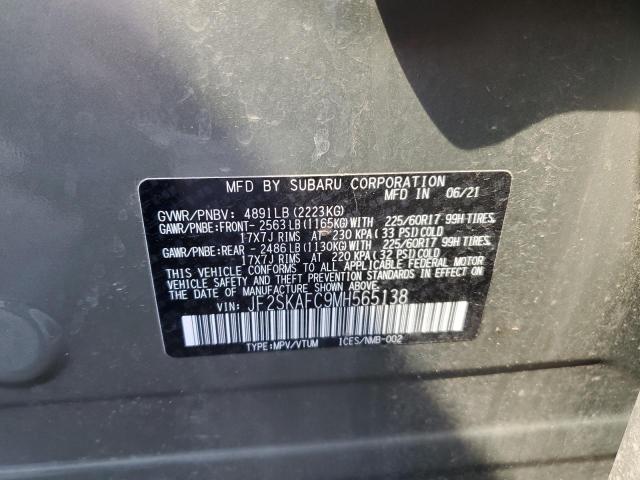 MFD BY SUBARU CORPORATION
MFD IN 06/21
GVWR/PNBV: 4891LB(2223KG)
GAWR/PNBE:FRONT- 2563LB(1165KG)WITH 225/60R17 99H TIRES,
17X7J RIMS AT 230 KPA(33 PSI)COLD
GAWR/PNBE:REAR - 2486LB(1130KG)WITH 225/60R17 99H TIRES,
17X7J RIMS AT 220 KPA(32 PSI)COLD
THIS VEHICLE CONFORMS TO ALL APPLICABLE FEDERAL MOTOR
VEHICLE SAFETY AND THEFT PREVENTION STANDARDS IN
EFFECT ON THE DATE OF MANUFACTURE SHOWN ABOVE.
VIN: JF2SKAFC9MH565138
TYPE:MPV/VTUM ICES/NMB-002